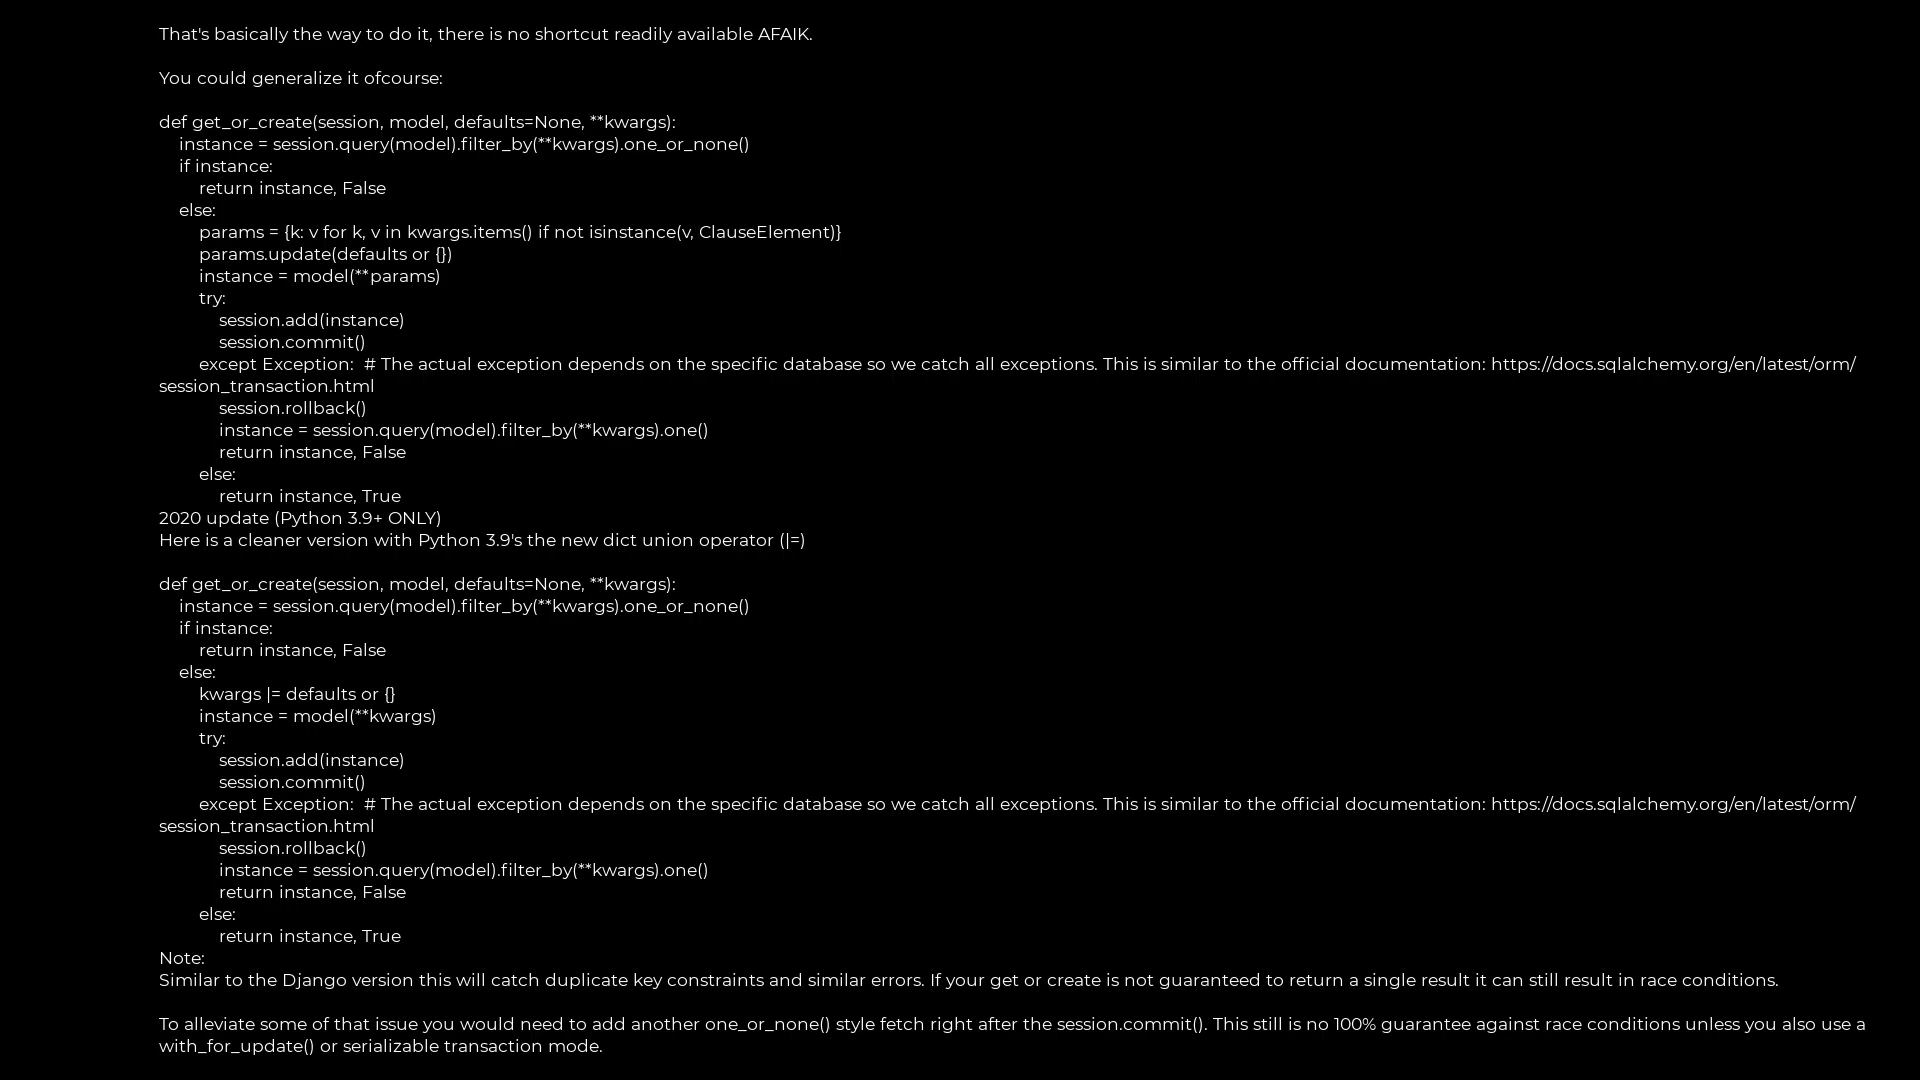 That's basically the way to do it, there is no shortcut readily available AFAIK.
You could generalize it ofcourse:
def get_or_create(session, model, defaults=None, **kwargs):
    instance = session.query(model).filter_by(**kwargs).one_or_none()
    if instance:
        return instance, False
    else:
        params = {k: v for k, v in kwargs.items() if not isinstance(v, ClauseElement)}
        params.update(defaults or {})
        instance = model(**params)
        try:
            session.add(instance)
            session.commit()
        except Exception:  # The actual exception depends on the specific database so we catch all exceptions. This is similar to the official documentation: https://docs.sqlalchemy.org/en/latest/orm/
session_transaction.html
            session.rollback()
            instance = session.query(model).filter_by(**kwargs).one()
            return instance, False
        else:
            return instance, True
2020 update (Python 3.9+ ONLY)
Here is a cleaner version with Python 3.9's the new dict union operator (|=)
def get_or_create(session, model, defaults=None, **kwargs):
    instance = session.query(model).filter_by(**kwargs).one_or_none()
    if instance:
        return instance, False
    else:
        kwargs |= defaults or {}
        instance = model(**kwargs)
        try:
            session.add(instance)
            session.commit()
        except Exception:  # The actual exception depends on the specific database so we catch all exceptions. This is similar to the official documentation: https://docs.sqlalchemy.org/en/latest/orm/
session_transaction.html
            session.rollback()
            instance = session.query(model).filter_by(**kwargs).one()
            return instance, False
        else:
            return instance, True
Note:
Similar to the Django version this will catch duplicate key constraints and similar errors. If your get or create is not guaranteed to return a single result it can still result in race conditions.
To alleviate some of that issue you would need to add another one_or_none() style fetch right after the session.commit(). This still is no 100% guarantee against race conditions unless you also use a
with_for_update() or serializable transaction mode.